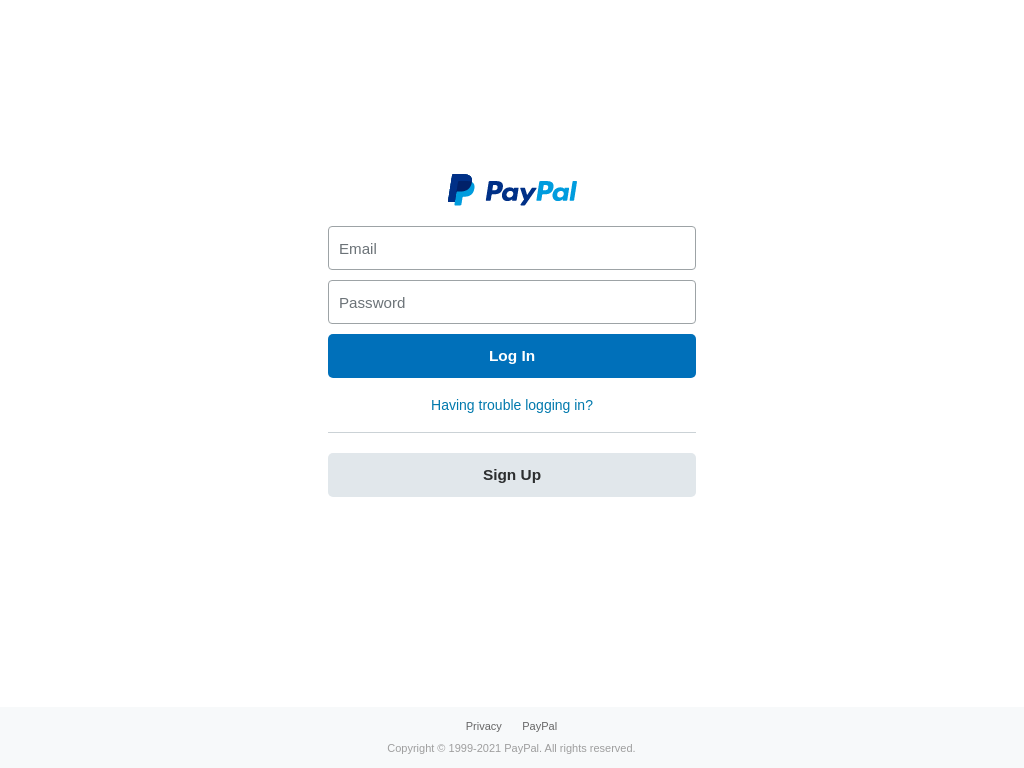 PayPal
Email
Password
Log In
Having trouble logging in?
Sign Up
Privacy PayPal
Copyright © 1999-2021 PayPal. All rights reserved.